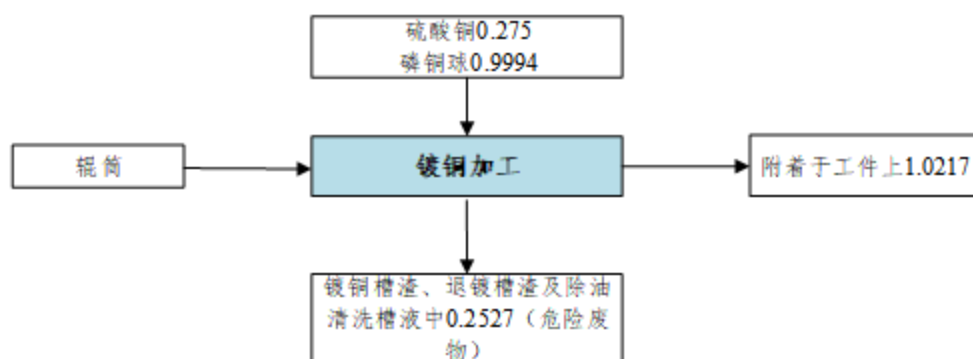 硫酸铜0.275
磷铜球0.9994
辊筒
镀铜加工
附着于工件上1.0217
镀铜槽渣、退镀槽渣及除油
清洗槽液中0.2527（危险废
物）